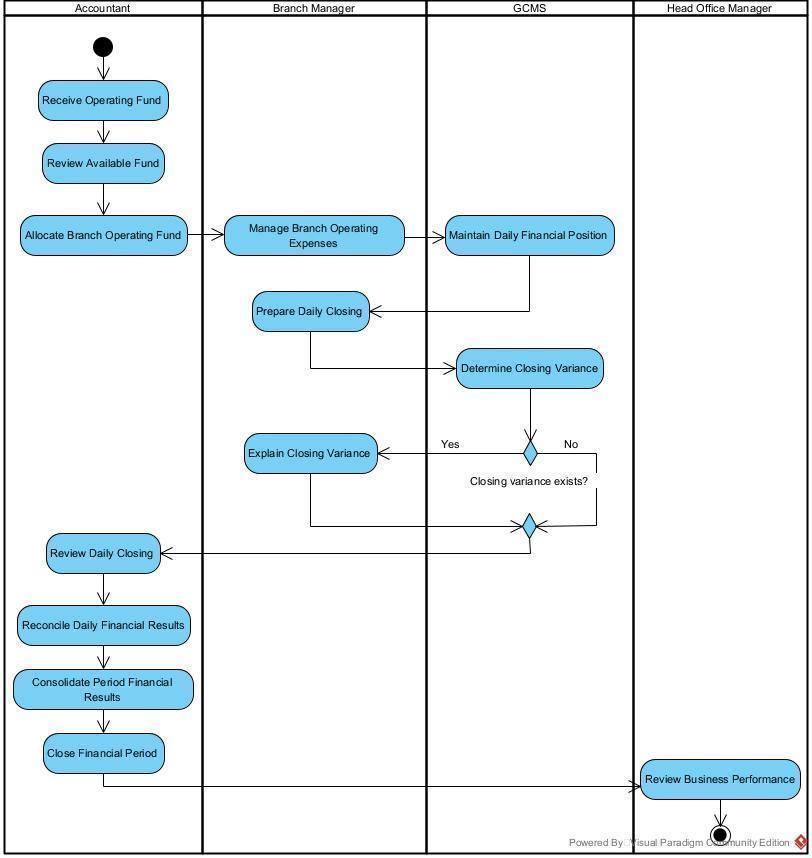 Accountant
Branch Manager
GCMS
Head Office Manager
Receive Operating Fund
Review Available Fund
Allocate Branch Operating Fund
Manage Branch Operating
Expenses
Maintain Daily Financial Position
Prepare Daily Closing
Determine Closing Variance
Yes
No
Explain Closing Variance
Closing variance exists?
Review Daily Closing
Reconcile Daily Financial Results
Consolidate Period Financial
Results
Close Financial Period
Review Business Performance
Powered By Visual Paradigm Community Edition